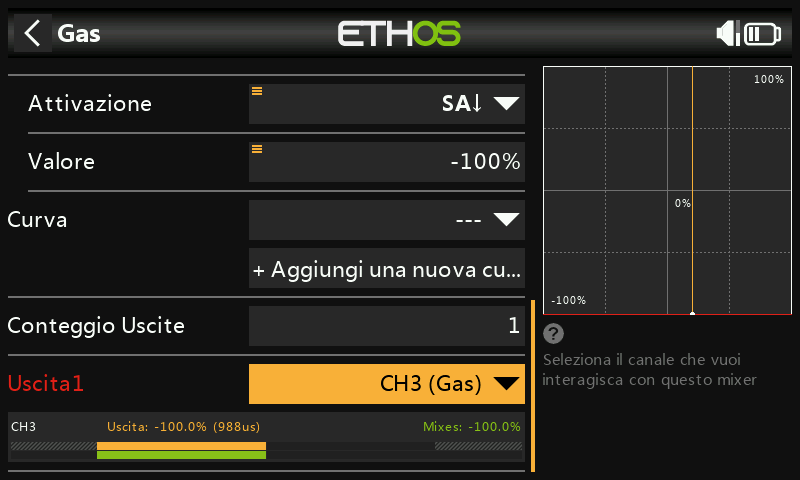 Gas
ETHOS
Attivazione
SA↓
Valore
-100%
Curva
---
+ Aggiungi una nuova cu...
Conteggio Uscite
1
Uscita1
CH3 (Gas)
CH3
Uscita: -100.0% (988us)
Mixes: -100.0%
100%
0%
-100%
?
Seleziona il canale che vuoi
interagisca con questo mixer